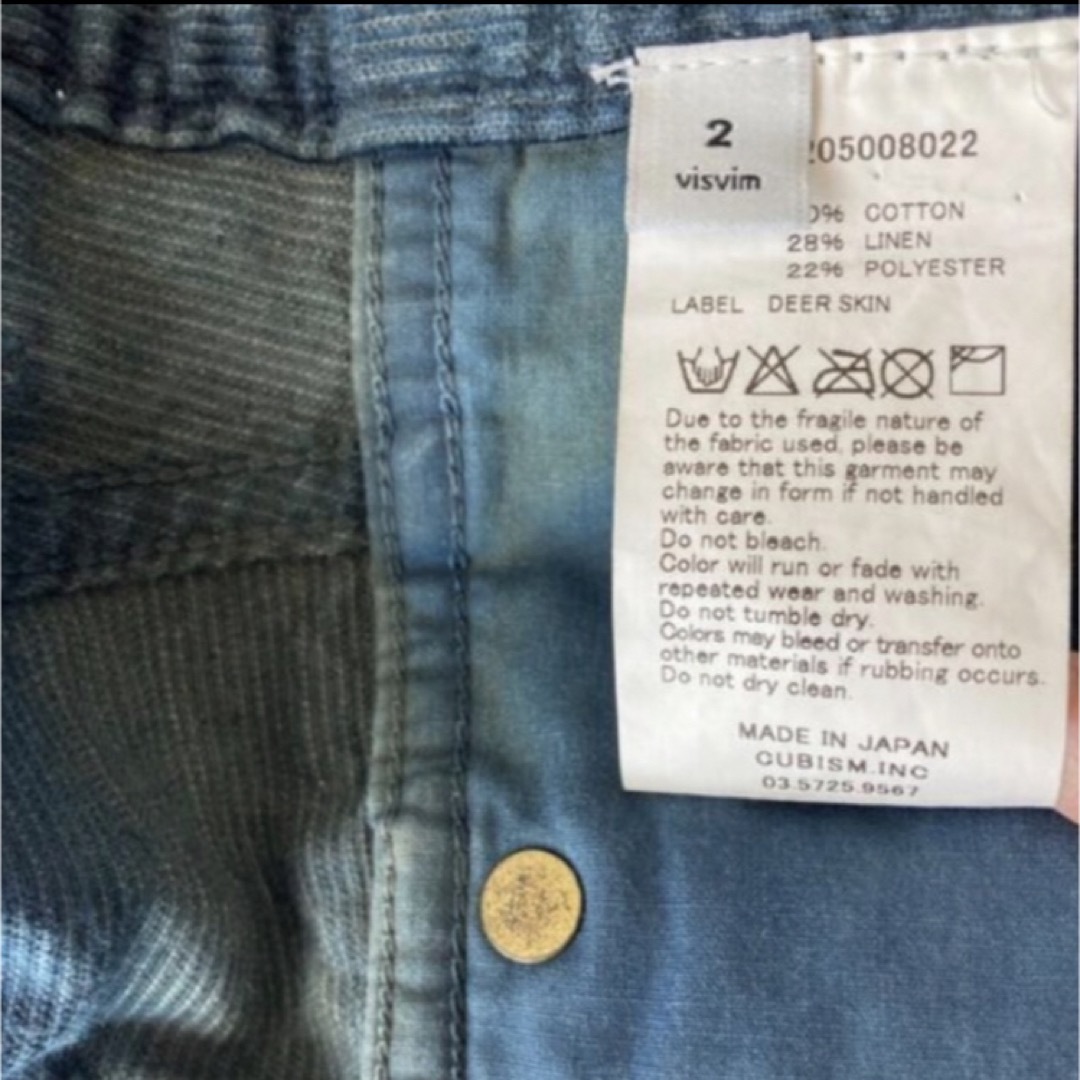 2
visvim
205008022
0% COTTON
28% LINEN
22% POLYESTER
LABEL DEER SKIN
Due to the fragile nature of
the fabric used, please be
aware that this garment may
change in form if not handled
with care.
Do not bleach.
Color will run or fade with
repeated wear and washing.
Do not tumble dry.
Colors may bleed or transfer onto
other materials if rubbing occurs.
Do not dry clean.
MADE IN JAPAN
CUBISM.INC
03.5725.9567